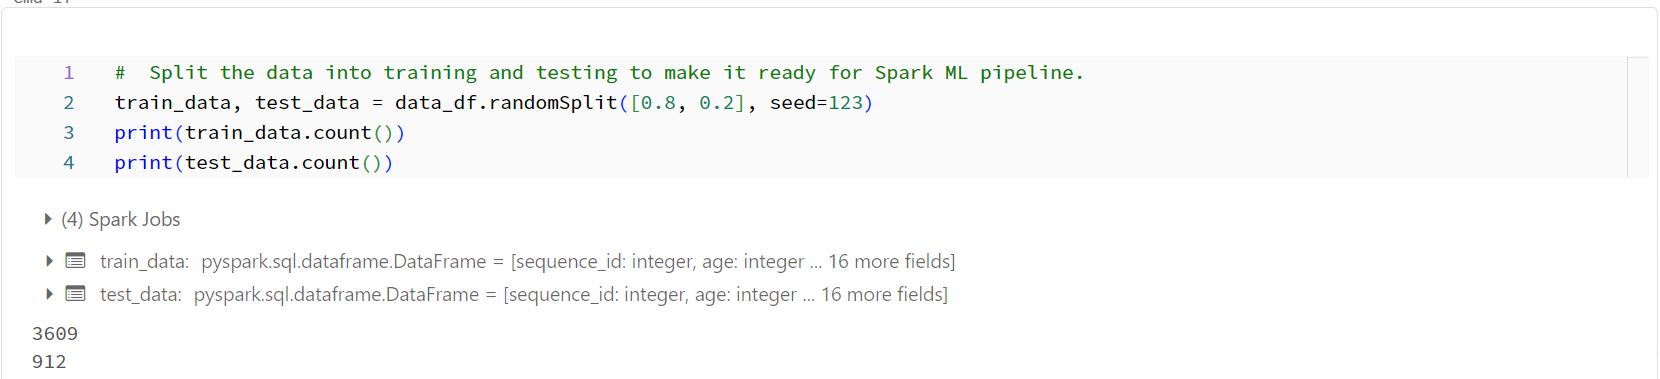 Cmd 17
1 #  Split the data into training and testing to make it ready for Spark ML pipeline.
2 train_data, test_data = data_df.randomSplit([0.8, 0.2], seed=123)
3 print(train_data.count())
4 print(test_data.count())
(4) Spark Jobs
train_data: pyspark.sql.dataframe.DataFrame = [sequence_id: integer, age: integer ... 16 more fields]
test_data: pyspark.sql.dataframe.DataFrame = [sequence_id: integer, age: integer ... 16 more fields]
3609
912